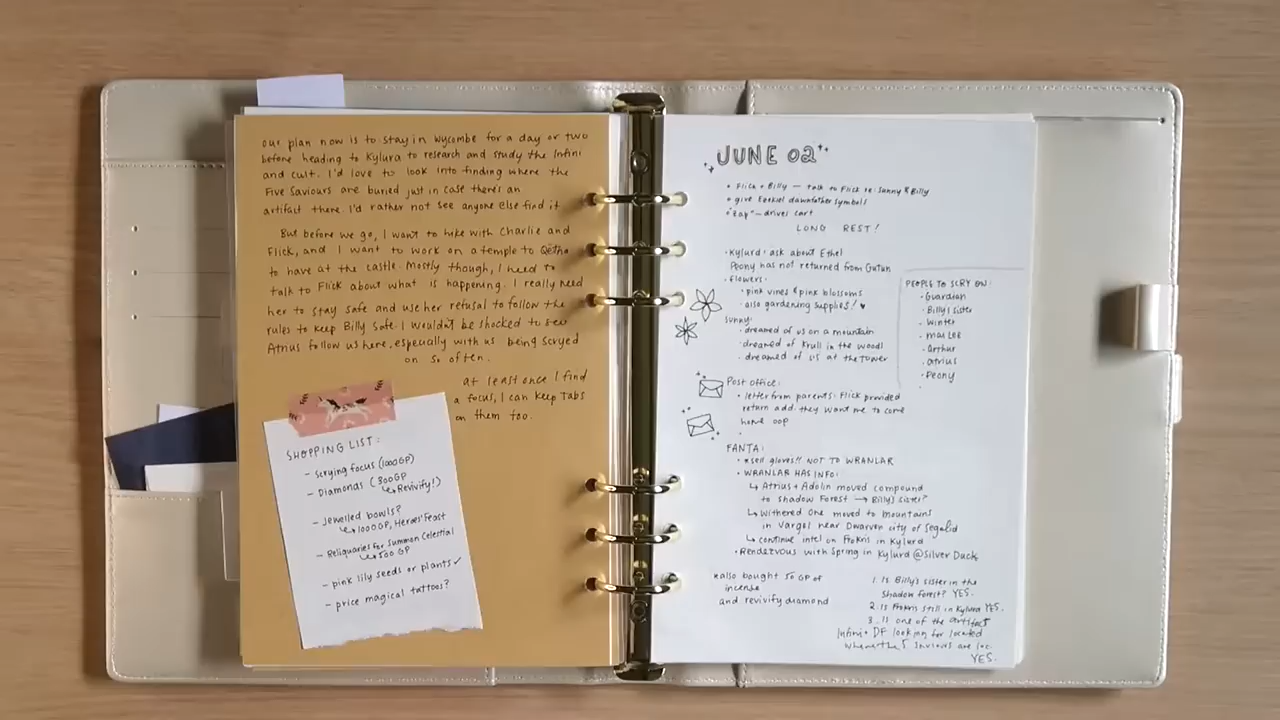 our plan now is to stay in Wycombe for a day or two
before heading to Kylura to research and study the Infini
and cult. I'd love to look into finding where the
Five Saviours are buried just in case there's an
artifact there. I'd rather not see anyone else find it.
But before we go, I want to hike with Charlie and
Flick, and I want to work on a temple to
to have at the castle. Mostly though, I need to
talk to Flick about what is happening. I really need
her to stay safe and use her refusal to follow the
rules to keep Billy safe. I wouldn't be shocked to see
Atrius follow us here, especially with us being scryed
on so often.
at least once I find
a focus, I can keep tabs
on them too.
SHOPPING LIST:
- scrying focus (1000GP)
- Diamonds (300GP
↳ Revivify!)
- Jewelled bowls?
↳ 1000GP, Heroes' Feast
- Reliquaries for Summon Celestial
↳ 500 GP
- pink lily seeds or plants ✓
- price magical tattoos?
JUNE 02
• Flick + Billy — talk to Flick re: Sunny & Billy
• give Ezekiel dawnfather symbols
• "Zap" — drives cart
LONG REST!
• Kylura: ask about Ethel
Peony has not returned from Gutan
• flowers:
• pink vines & pink blossoms
• also gardening supplies! ♥
Sunny:
• dreamed of us on a mountain
• dreamed of Krull in the woods
• dreamed of us at the tower
PEOPLE TO SCRY ON:
• Guardian
• Billy's sister
• Winter
• Arthur
• Atrius
• Peony
Post office:
• letter from parents: Flick provided
return add. they want me to come
home oop
FANTA:
• *sell gloves!! NOT TO WRANLAR
• WRANLAR HAS INFO:
↳ Atrius + Adolin moved compound
to Shadow Forest → Billy's sister?
↳ Withered One moved to mountains
in Vargol near Dwarven city of Segalid
↳ continue intel on Prokris in Kylura
• Rendezvous with Spring in Kylura @ Silver Duck
*also bought 50 GP of
incense
and revivify diamond
1. Is Billy's sister in the
Shadow forest? YES.
2. Is Prokris still in Kylura YES.
3. Is one of the artifact
Infini + DF looking for located
where the 5 Saviours are loc.
YES.